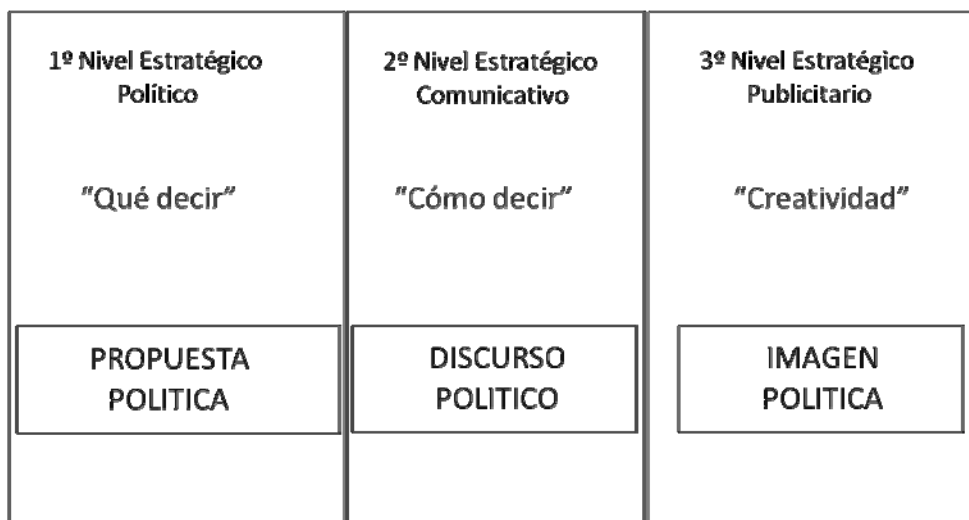 1º Nivel Estratégico
Político
"Qué decir"
PROPUESTA
POLITICA
2º Nivel Estratégico
Comunicativo
"Cómo decir"
DISCURSO
POLITICO
3º Nivel Estratégico
Publicitario
"Creatividad"
IMAGEN
POLITICA